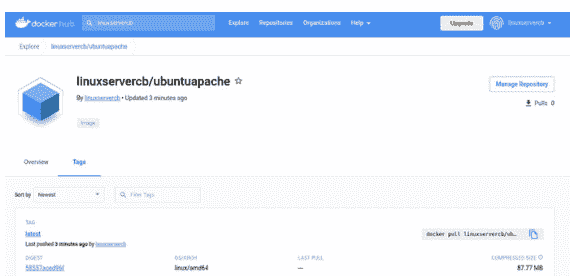 docker hub linuxservercb Explore Repositories Organizations Help Upgrade linuxservercb
Explore linuxservercb/ubuntuapache
linuxservercb/ubuntuapache
By linuxservercb • Updated 3 minutes ago
Manage Repository
Pulls 0
Image
Overview Tags
Sort by Newest Filter Tags
TAG
latest
docker pull linuxservercb/ub…
Last pushed 3 minutes ago by linuxservercb
DIGEST OS/ARCH LAST PULL COMPRESSED SIZE
linux/amd64 --- 87.77 MB